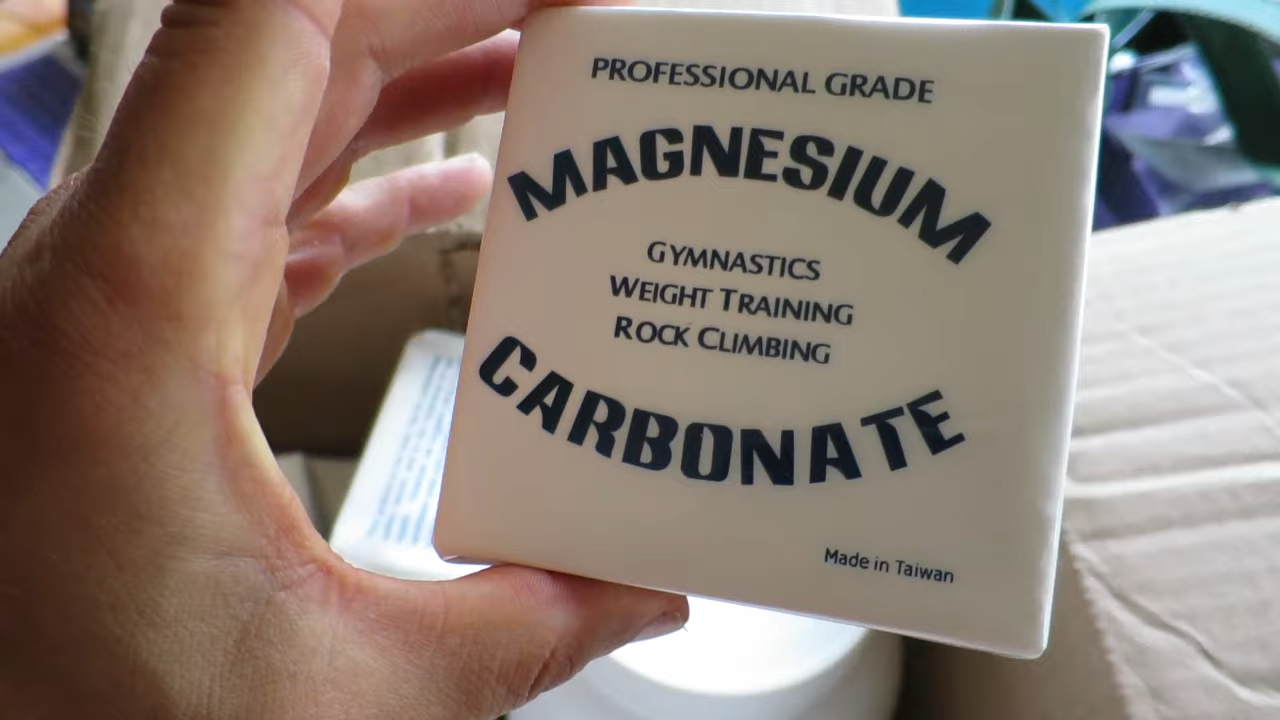 PROFESSIONAL GRADE
MAGNESIUM
GYMNASTICS
WEIGHT TRAINING
ROCK CLIMBING
CARBONATE
Made in Taiwan